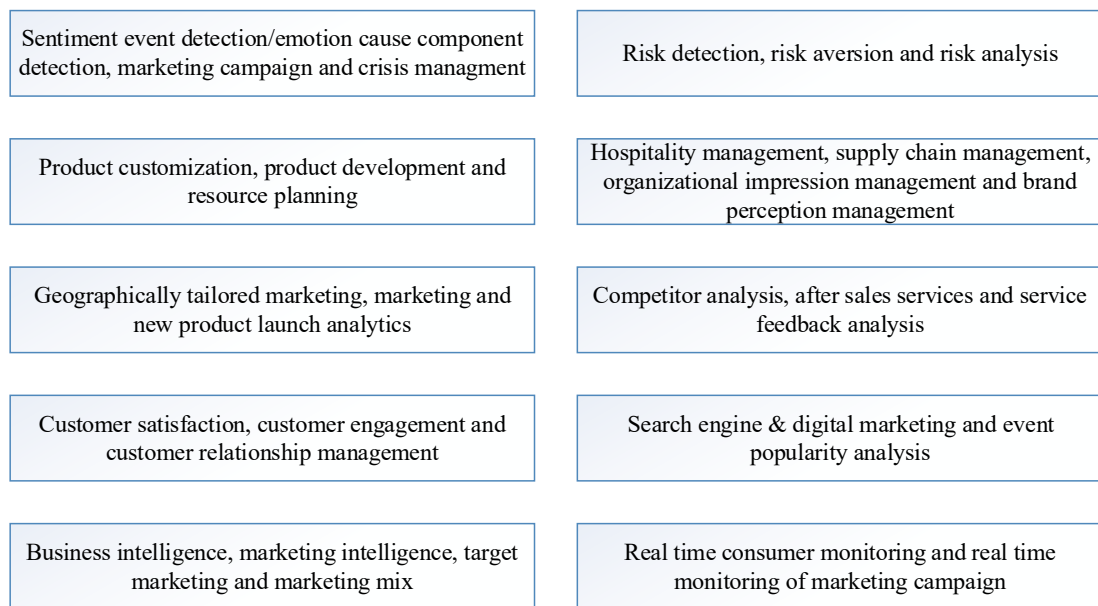 Sentiment event detection/emotion cause component
detection, marketing campaign and crisis managment
Risk detection, risk aversion and risk analysis
Product customization, product development and
resource planning
Hospitality management, supply chain management,
organizational impression management and brand
perception management
Geographically tailored marketing, marketing and
new product launch analytics
Competitor analysis, after sales services and service
feedback analysis
Customer satisfaction, customer engagement and
customer relationship management
Search engine & digital marketing and event
popularity analysis
Business intelligence, marketing intelligence, target
marketing and marketing mix
Real time consumer monitoring and real time
monitoring of marketing campaign